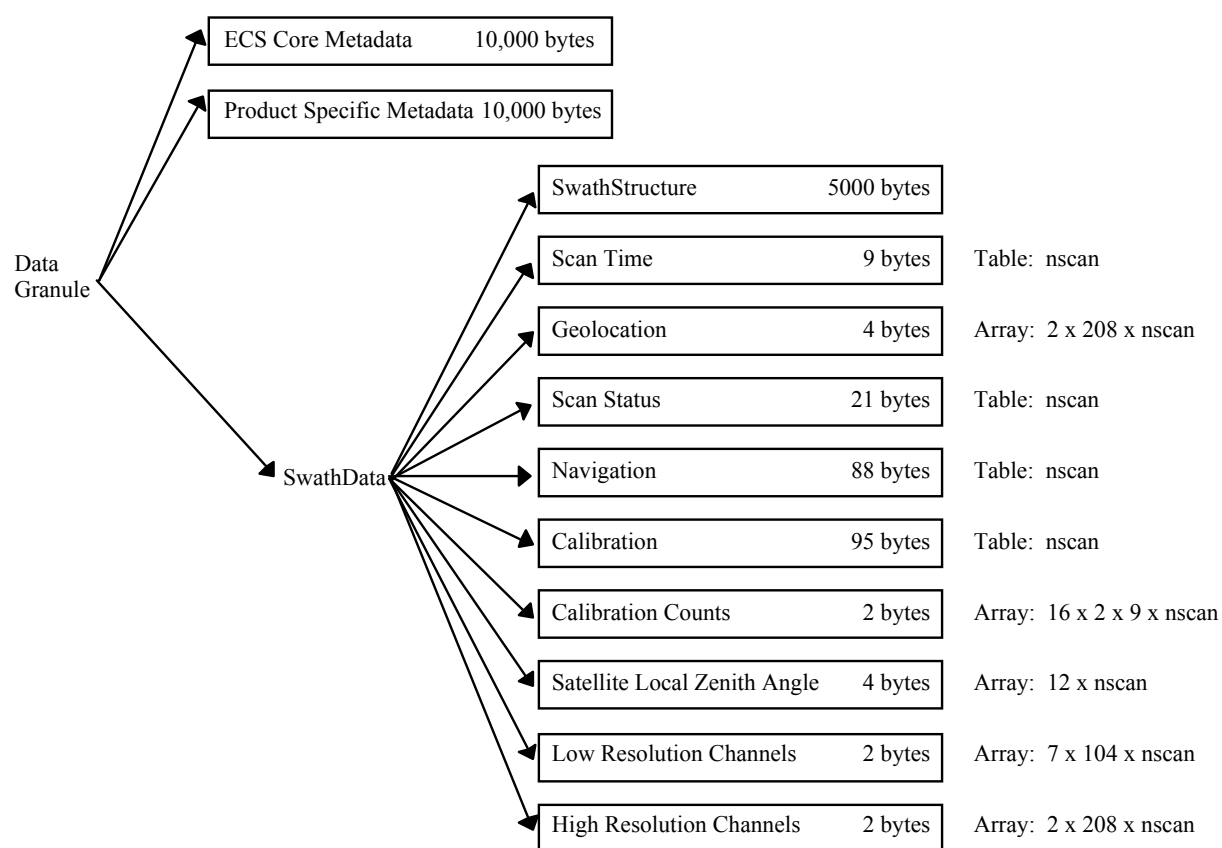 ECS Core Metadata 10,000 bytes
Product Specific Metadata 10,000 bytes
SwathStructure 5000 bytes
Data
Granule
Scan Time 9 bytes Table: nscan
Geolocation 4 bytes Array: 2 x 208 x nscan
Scan Status 21 bytes Table: nscan
SwathData
Navigation 88 bytes Table: nscan
Calibration 95 bytes Table: nscan
Calibration Counts 2 bytes Array: 16 x 2 x 9 x nscan
Satellite Local Zenith Angle 4 bytes Array: 12 x nscan
Low Resolution Channels 2 bytes Array: 7 x 104 x nscan
High Resolution Channels 2 bytes Array: 2 x 208 x nscan